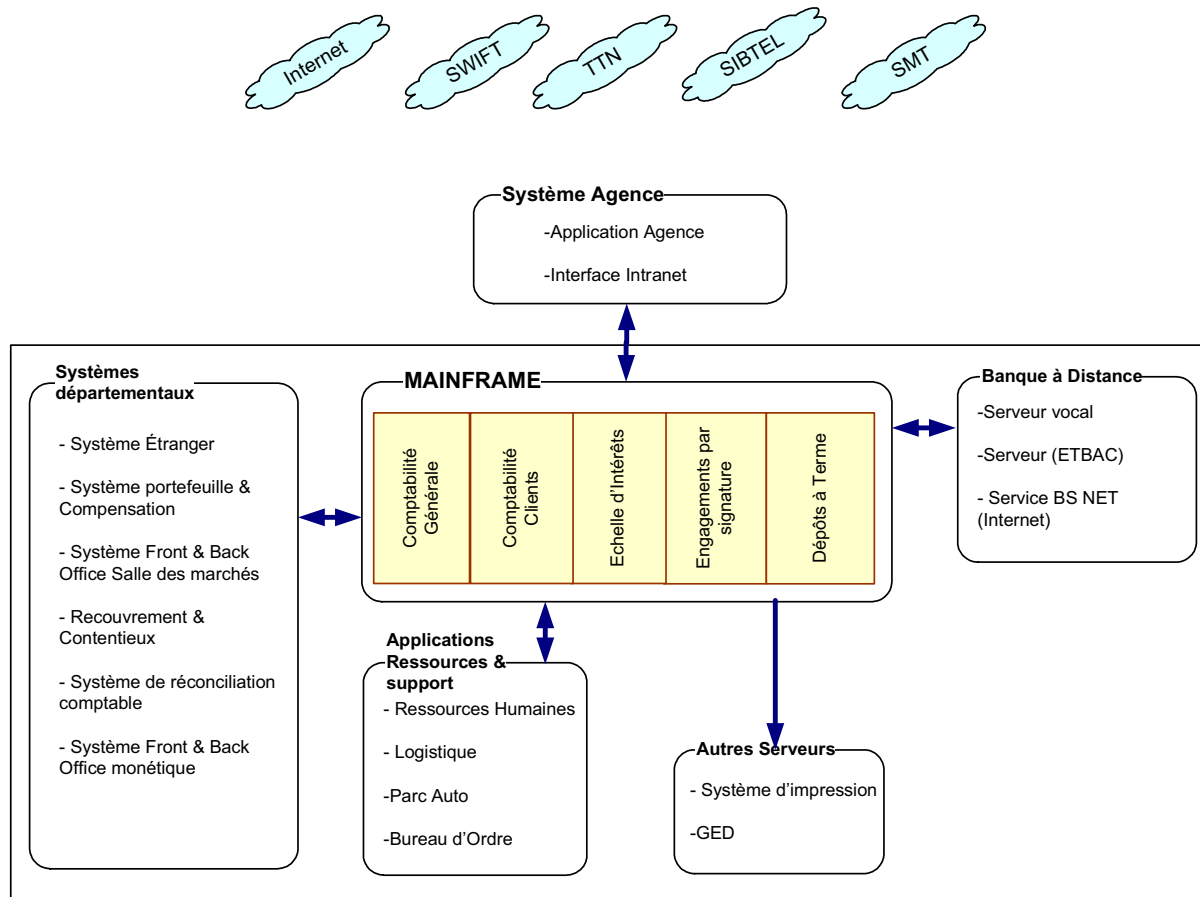 Internet
SWIFT
TTN
SIBTEL
SMT
Système Agence
-Application Agence
-Interface Intranet
Systèmes
départementaux
- Système Étranger
- Système portefeuille &
Compensation
- Système Front & Back
Office Salle des marchés
- Recouvrement &
Contentieux
- Système de réconciliation
comptable
- Système Front & Back
Office monétique
MAINFRAME
Comptabilité
Générale
Comptabilité
Clients
Echelle d'Intérêts
Engagements par
signature
Dépôts à Terme
Banque à Distance
-Serveur vocal
-Serveur (ETBAC)
- Service BS NET
(Internet)
Applications
Ressources &
support
- Ressources Humaines
- Logistique
-Parc Auto
-Bureau d'Ordre
Autres Serveurs
- Système d'impression
-GED